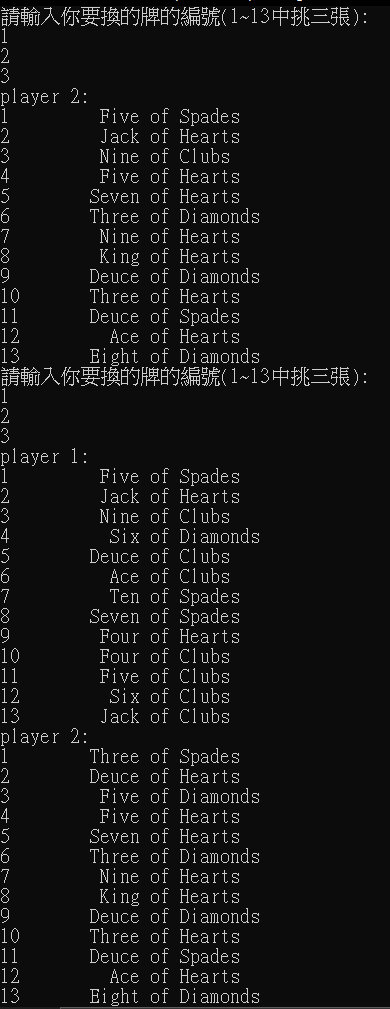 請輸入你要換的牌的編號(1~13中挑三張):
1
2
3
player 2:
1 Five of Spades
2 Jack of Hearts
3 Nine of Clubs
4 Five of Hearts
5 Seven of Hearts
6 Three of Diamonds
7 Nine of Hearts
8 King of Hearts
9 Deuce of Diamonds
10 Three of Hearts
11 Deuce of Spades
12 Ace of Hearts
13 Eight of Diamonds
請輸入你要換的牌的編號(1~13中挑三張):
1
2
3
player 1:
1 Five of Spades
2 Jack of Hearts
3 Nine of Clubs
4 Six of Diamonds
5 Deuce of Clubs
6 Ace of Clubs
7 Ten of Spades
8 Seven of Spades
9 Four of Hearts
10 Four of Clubs
11 Five of Clubs
12 Six of Clubs
13 Jack of Clubs
player 2:
1 Three of Spades
2 Deuce of Hearts
3 Five of Diamonds
4 Five of Hearts
5 Seven of Hearts
6 Three of Diamonds
7 Nine of Hearts
8 King of Hearts
9 Deuce of Diamonds
10 Three of Hearts
11 Deuce of Spades
12 Ace of Hearts
13 Eight of Diamonds